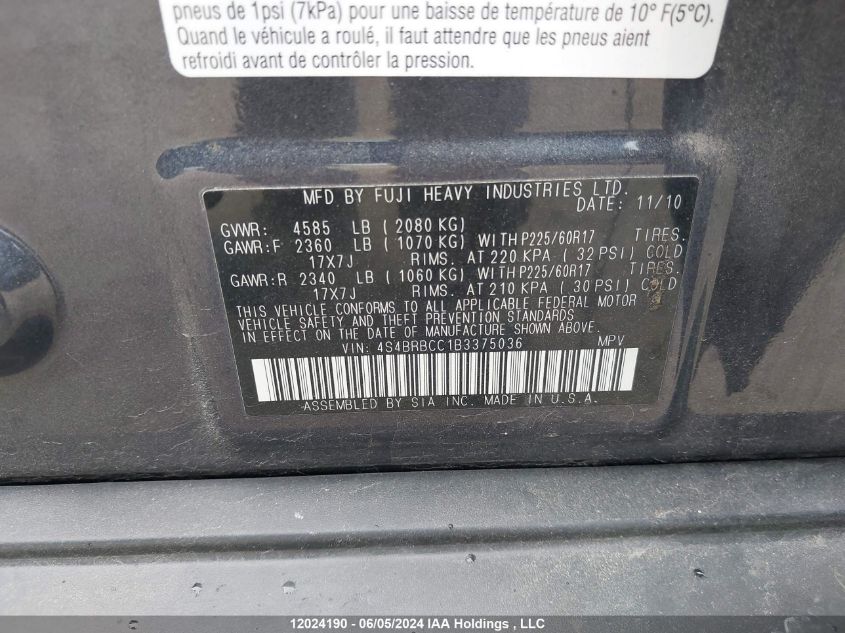 pneus de 1psi (7kPa) pour une baisse de température de 10° F(5°C).
Quand le véhicule a roulé, il faut attendre que les pneus aient
refroidi avant de contrôler la pression.
MFD BY FUJI HEAVY INDUSTRIES LTD.
DATE: 11/10
GVWR: 4585 LB (2080 KG)
GAWR:F 2360 LB (1070 KG) WITH P225/60R17 TIRES.
17X7J RIMS. AT 220 KPA (32 PSI) COLD
GAWR:R 2340 LB (1060 KG) WITH P225/60R17 TIRES.
17X7J RIMS. AT 210 KPA (30 PSI) COLD
THIS VEHICLE CONFORMS TO ALL APPLICABLE FEDERAL MOTOR
VEHICLE SAFETY AND THEFT PREVENTION STANDARDS
IN EFFECT ON THE DATE OF MANUFACTURE SHOWN ABOVE.
VIN: 4S4BRBCC1B3375036 MPV
ASSEMBLED BY SIA INC. MADE IN U.S.A.
12024190 - 06/05/2024 IAA Holdings , LLC